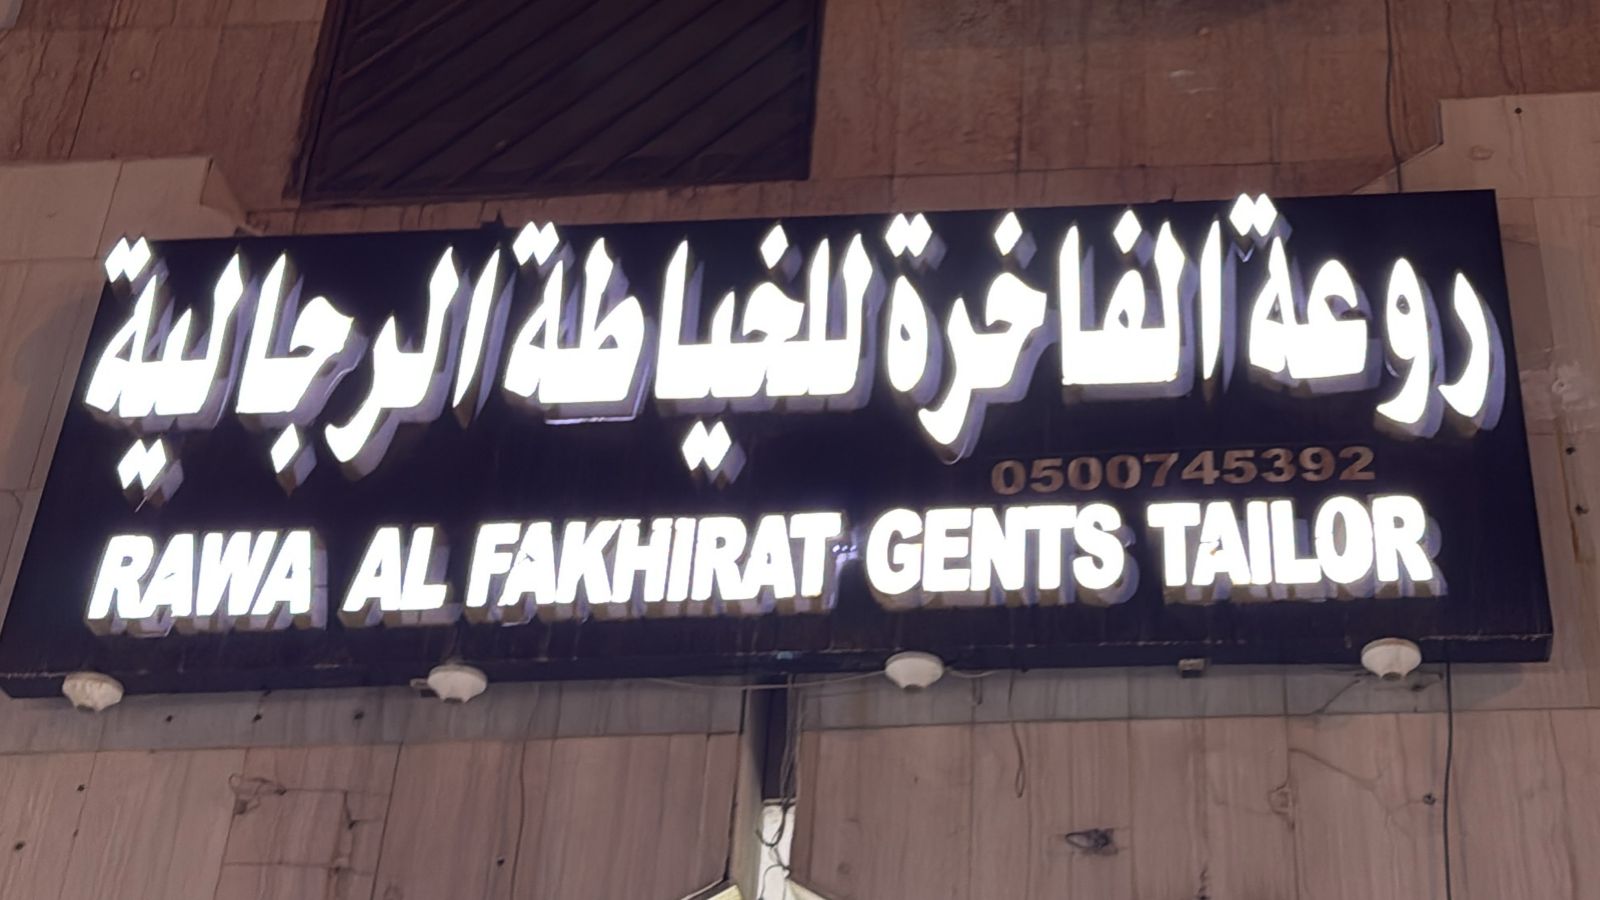 روعة الفاخرة للخياطة الرجالية
0500745392
RAWA AL FAKHIRAT GENTS TAILOR